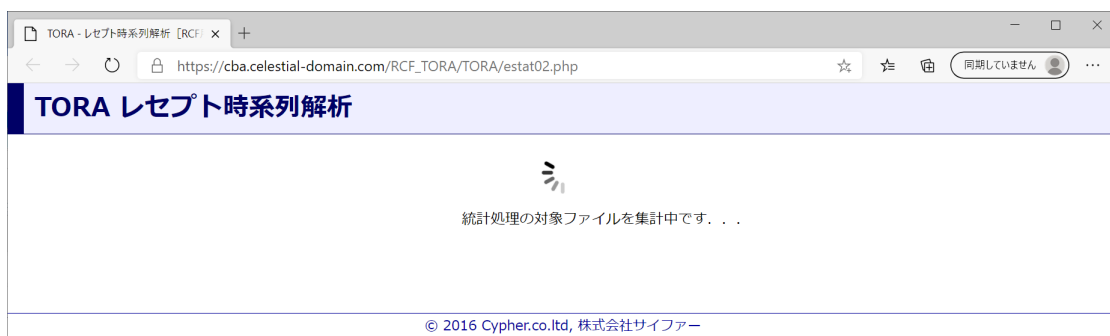 TORA - レセプト時系列解析 [RCF
https://cba.celestial-domain.com/RCF_TORA/TORA/estat02.php
同期していません
TORA レセプト時系列解析
統計処理の対象ファイルを集計中です．．．
© 2016 Cypher.co.ltd, 株式会社サイファー